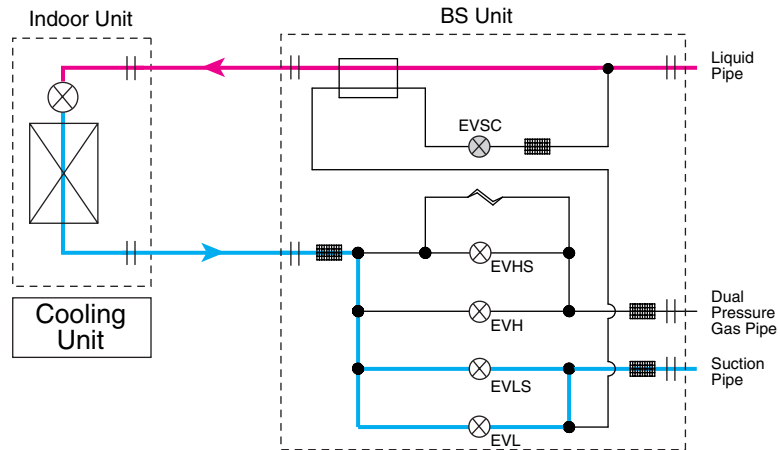 Indoor Unit
BS Unit
Liquid
Pipe
EVSC
EVHS
Dual
Pressure
Gas Pipe
EVH
Cooling
Unit
Suction
Pipe
EVLS
EVL